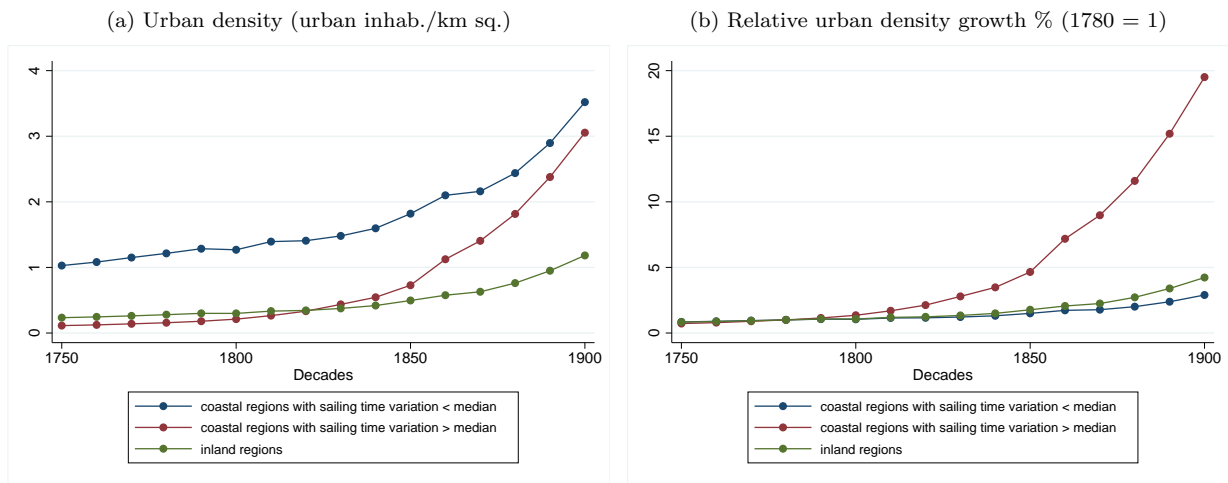 (a) Urban density (urban inhab./km sq.)
4
3
2
1
0
1750 1800 1850 1900
Decades
coastal regions with sailing time variation < median
coastal regions with sailing time variation > median
inland regions
(b) Relative urban density growth % (1780 = 1)
20
15
10
5
0
1750 1800 1850 1900
Decades
coastal regions with sailing time variation < median
coastal regions with sailing time variation > median
inland regions